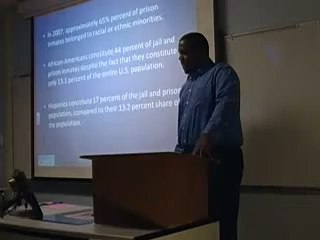 • In 2007, approximately 65% percent of prison
inmates belonged to racial or ethnic minorities.
• African-Americans constitute 44 percent of jail and
prison inmates despite the fact that they constitute
only 13.1 percent of the entire U.S. population.
• Hispanics constitute 17 percent of the jail and prison
population, compared to their 13.2 percent share of
the population.